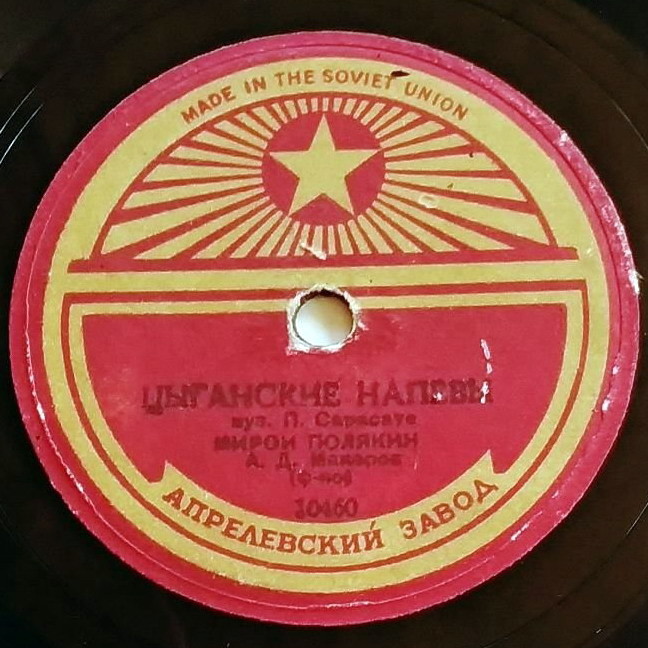 MADE IN THE SOVIET UNION
ЦЫГАНСКИЕ НАПЕВЫ
муз. П. Сарасате
МИРОН ПОЛЯКИН
А. Д. Макаров
(ф-но)
10460
АПРЕЛЕВСКИЙ ЗАВОД